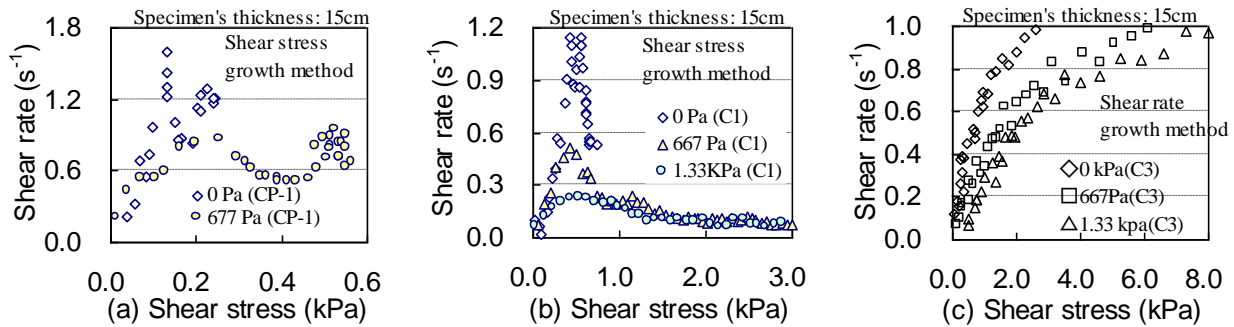 Specimen's thickness: 15cm
1.8
1.2
0.6
0.0
Shear rate (s-1)
Shear stress
growth method
0 Pa (CP-1)
677 Pa (CP-1)
0.0 0.2 0.4 0.6
(a) Shear stress (kPa)
Specimen's thickness: 15cm
1.2
0.9
0.6
0.3
0.0
Shear rate (s-1)
Shear stress
growth method
0 Pa (C1)
667 Pa (C1)
1.33KPa (C1)
0.0 1.0 2.0 3.0
(b) Shear stress (kPa)
Specimen's thickness: 15cm
1.0
0.8
0.6
0.4
0.2
0.0
Shear rate (s-1)
Shear rate
growth method
0 kPa(C3)
667Pa(C3)
1.33 kpa(C3)
0.0 2.0 4.0 6.0 8.0
(c) Shear stress (kPa)